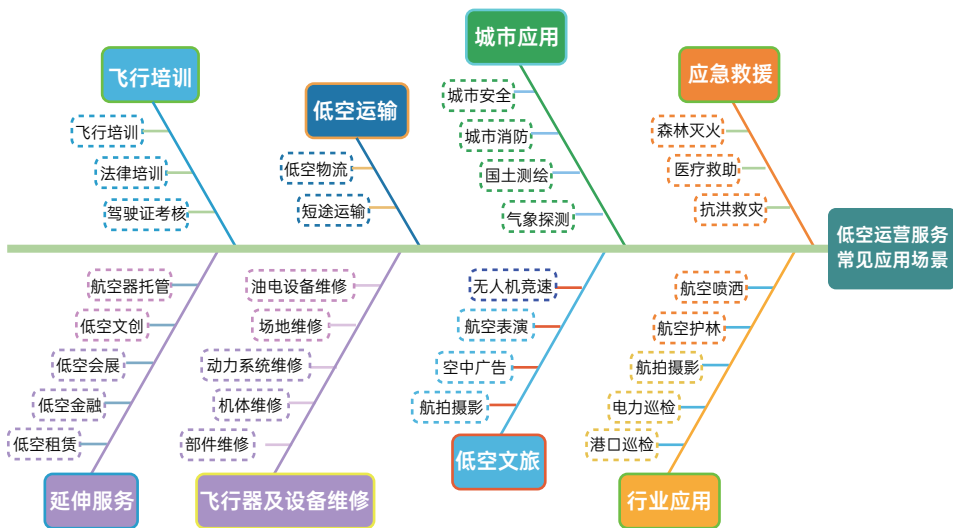 飞行培训
飞行培训
法律培训
驾驶证考核
低空运输
低空物流
短途运输
城市应用
城市安全
城市消防
国土测绘
气象探测
应急救援
森林灭火
医疗救助
抗洪救灾
低空运营服务
常见应用场景
航空器托管
低空文创
低空会展
低空金融
低空租赁
延伸服务
油电设备维修
场地维修
动力系统维修
机体维修
部件维修
飞行器及设备维修
无人机竞速
航空表演
空中广告
航拍摄影
低空文旅
航空喷洒
航空护林
航拍摄影
电力巡检
港口巡检
行业应用